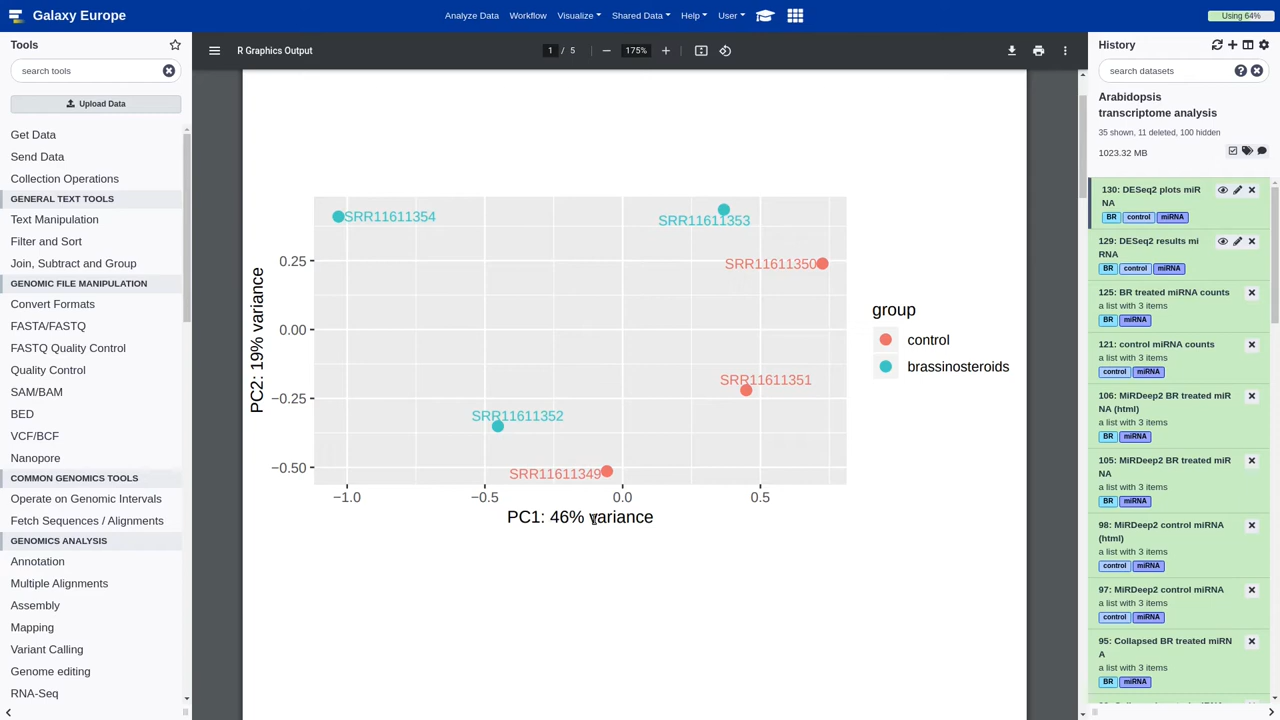 Galaxy Europe
Analyze Data Workflow Visualize Shared Data Help User
Using 64%
Tools
search tools
Upload Data
Get Data
Send Data
Collection Operations
GENERAL TEXT TOOLS
Text Manipulation
Filter and Sort
Join, Subtract and Group
GENOMIC FILE MANIPULATION
Convert Formats
FASTA/FASTQ
FASTQ Quality Control
Quality Control
SAM/BAM
BED
VCF/BCF
Nanopore
COMMON GENOMICS TOOLS
Operate on Genomic Intervals
Fetch Sequences / Alignments
GENOMICS ANALYSIS
Annotation
Multiple Alignments
Assembly
Mapping
Variant Calling
Genome editing
RNA-Seq
R Graphics Output
1 / 5
175%
SRR11611354
SRR11611353
SRR11611350
SRR11611351
SRR11611352
SRR11611349
0.25
0.00
−0.25
−0.50
PC2: 19% variance
−1.0 −0.5 0.0 0.5
PC1: 46% variance
group
control
brassinosteroids
History
search datasets
Arabidopsis
transcriptome analysis
35 shown, 11 deleted, 100 hidden
1023.32 MB
130: DESeq2 plots miR
NA
BR control miRNA
129: DESeq2 results mi
RNA
BR control miRNA
125: BR treated miRNA counts
a list with 3 items
BR miRNA
121: control miRNA counts
a list with 3 items
control miRNA
106: MiRDeep2 BR treated miR
NA (html)
a list with 3 items
BR miRNA
105: MiRDeep2 BR treated miR
NA
a list with 3 items
BR miRNA
98: MiRDeep2 control miRNA
(html)
a list with 3 items
control miRNA
97: MiRDeep2 control miRNA
a list with 3 items
control miRNA
95: Collapsed BR treated miRN
A
a list with 3 items
BR miRNA